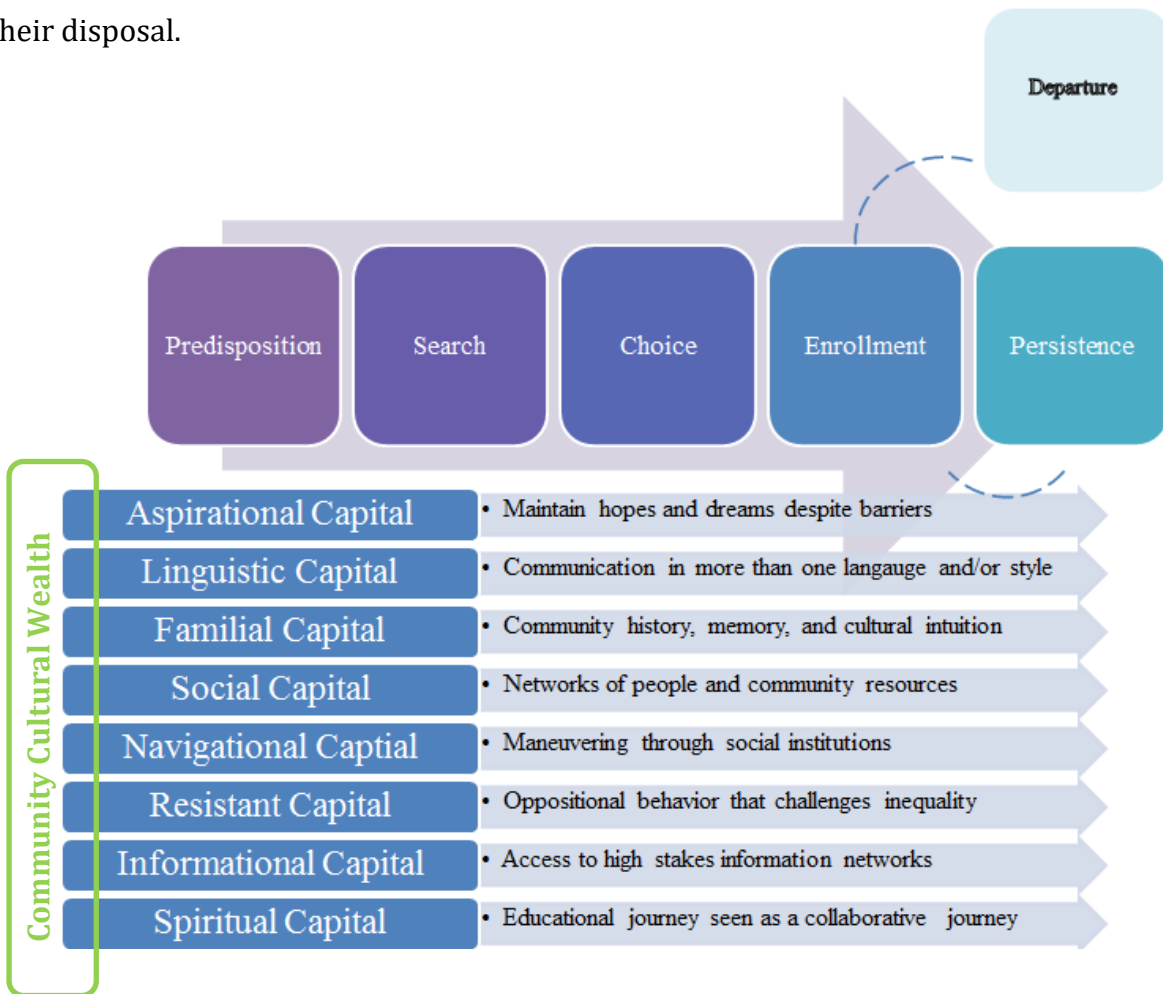 heir disposal.
Departure
Predisposition
Search
Choice
Enrollment
Persistence
Community Cultural Wealth
Aspirational Capital
• Maintain hopes and dreams despite barriers
Linguistic Capital
• Communication in more than one langauge and/or style
Familial Capital
• Community history, memory, and cultural intuition
Social Capital
• Networks of people and community resources
Navigational Captial
• Maneuvering through social institutions
Resistant Capital
• Oppositional behavior that challenges inequality
Informational Capital
• Access to high stakes information networks
Spiritual Capital
• Educational journey seen as a collaborative journey